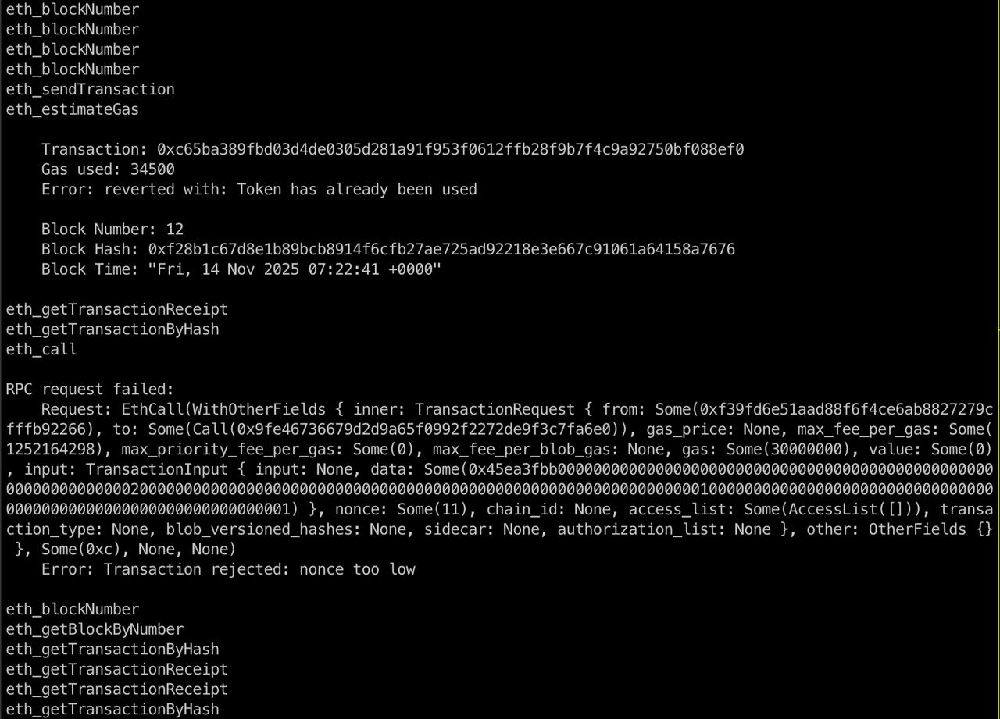 eth_blockNumber
eth_blockNumber
eth_blockNumber
eth_blockNumber
eth_sendTransaction
eth_estimateGas
Transaction: 0xc65ba389fbd03d4de0305d281a91f953f0612ffb28f9b7f4c9a92750bf088ef0
Gas used: 34500
Error: reverted with: Token has already been used
Block Number: 12
Block Hash: 0xf28b1c67d8e1b89bcb8914f6cfb27ae725ad92218e3e667c91061a64158a7676
Block Time: "Fri, 14 Nov 2025 07:22:41 +0000"
eth_getTransactionReceipt
eth_getTransactionByHash
eth_call
RPC request failed:
Request: EthCall(WithOtherFields { inner: TransactionRequest { from: Some(0xf39fd6e51aad88f6f4ce6ab8827279c
fffb92266), to: Some(Call(0x9fe46736679d2d9a65f0992f2272de9f3c7fa6e0)), gas_price: None, max_fee_per_gas: Some(
1252164298), max_priority_fee_per_gas: Some(0), max_fee_per_blob_gas: None, gas: Some(30000000), value: Some(0)
, input: TransactionInput { input: None, data: Some(0x45ea3fbb0000000000000000000000000000000000000000000000000
0000000000000020000000000000000000000000000000000000000000000000000000000000001000000000000000000000000000000000
00000000000000000000000000000001) }, nonce: Some(11), chain_id: None, access_list: Some(AccessList([])), transa
ction_type: None, blob_versioned_hashes: None, sidecar: None, authorization_list: None }, other: OtherFields {}
}, Some(0xc), None, None)
Error: Transaction rejected: nonce too low
eth_blockNumber
eth_getBlockByNumber
eth_getTransactionByHash
eth_getTransactionReceipt
eth_getTransactionReceipt
eth_getTransactionByHash